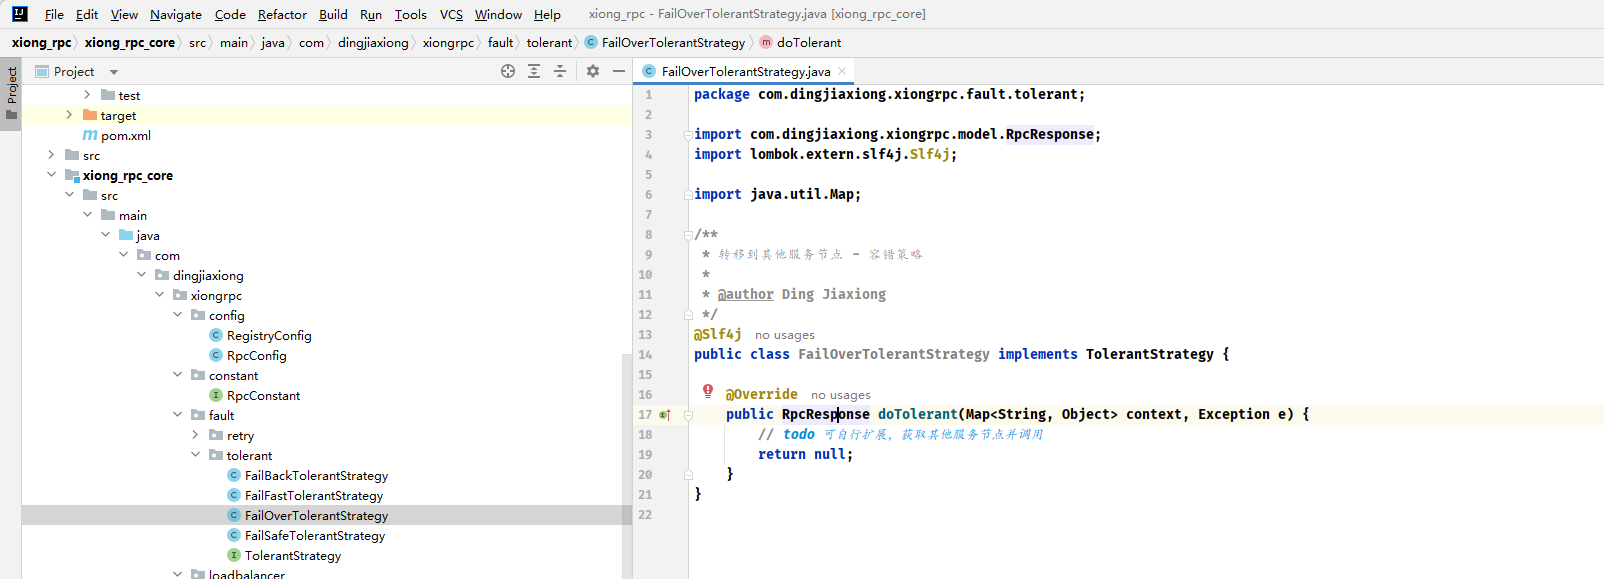 File Edit View Navigate Code Refactor Build Run Tools VCS Window Help xiong_rpc - FailOverTolerantStrategy.java [xiong_rpc_core]
xiong_rpc xiong_rpc_core src main java com dingjiaxiong xiongrpc fault tolerant FailOverTolerantStrategy doTolerant
Project
Project
test
target
pom.xml
src
xiong_rpc_core
src
main
java
com
dingjiaxiong
xiongrpc
config
RegistryConfig
RpcConfig
constant
RpcConstant
fault
retry
tolerant
FailBackTolerantStrategy
FailFastTolerantStrategy
FailOverTolerantStrategy
FailSafeTolerantStrategy
TolerantStrategy
loadbalancer
FailOverTolerantStrategy.java
1 package com.dingjiaxiong.xiongrpc.fault.tolerant;
2
3 import com.dingjiaxiong.xiongrpc.model.RpcResponse;
4 import lombok.extern.slf4j.Slf4j;
5
6 import java.util.Map;
7
8 /**
9 * 转移到其他服务节点 - 容错策略
10 *
11 * @author Ding Jiaxiong
12 */
13 @Slf4j no usages
14 public class FailOverTolerantStrategy implements TolerantStrategy {
15
16 @Override no usages
17 public RpcResponse doTolerant(Map<String, Object> context, Exception e) {
18 // todo 可自行扩展，获取其他服务节点并调用
19 return null;
20 }
21 }
22